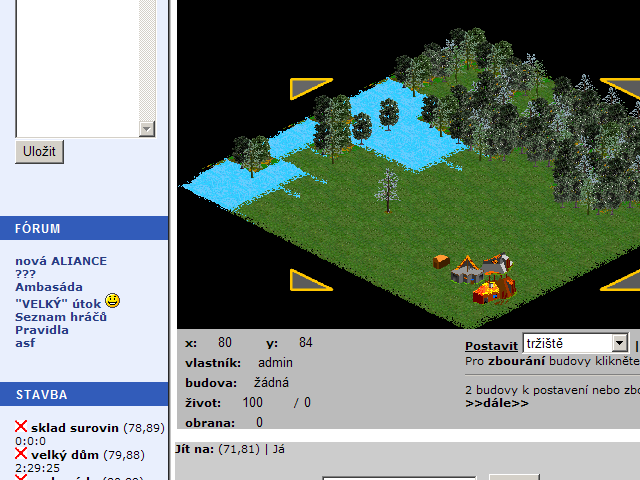 Uložit
FÓRUM
nová ALIANCE
???
Ambasáda
"VELKÝ" útok
Seznam hráčů
Pravidla
asf
STAVBA
sklad surovin (78,89)
0:0:0
velký dům (79,88)
2:29:25
x: 80 y: 84
vlastník: admin
budova: žádná
život: 100 / 0
obrana: 0
Postavit tržiště |
Pro zbourání budovy klikněte
2 budovy k postavení nebo zbo
>>dále>>
Jít na: (71,81) | Já